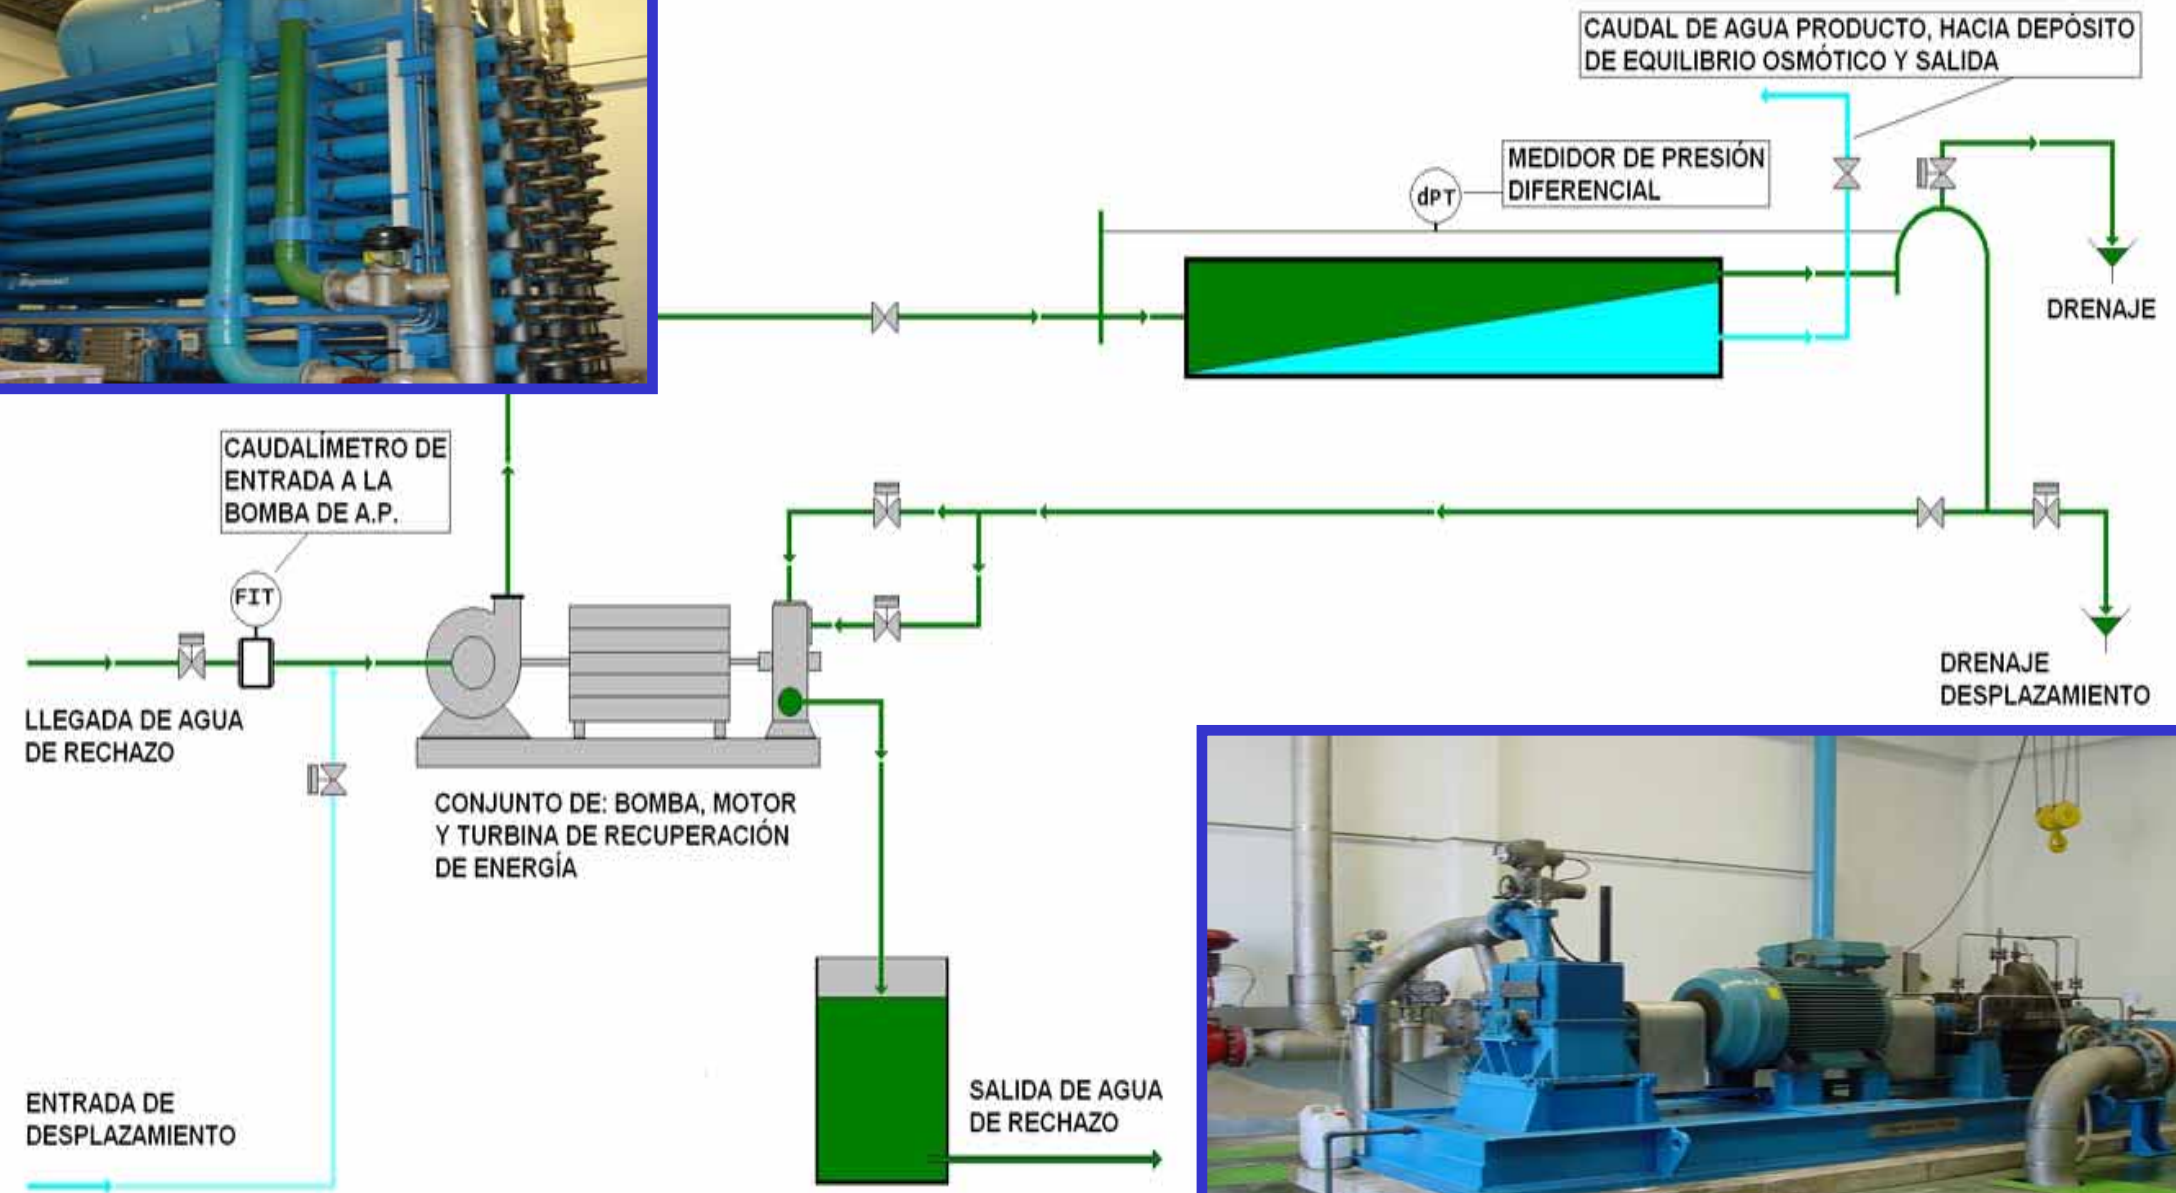 CAUDAL DE AGUA PRODUCTO, HACIA DEPÓSITO
DE EQUILIBRIO OSMÓTICO Y SALIDA
MEDIDOR DE PRESIÓN
DIFERENCIAL
dPT
DRENAJE
CAUDALÍMETRO DE
ENTRADA A LA
BOMBA DE A.P.
FIT
LLEGADA DE AGUA
DE RECHAZO
DRENAJE
DESPLAZAMIENTO
CONJUNTO DE: BOMBA, MOTOR
Y TURBINA DE RECUPERACIÓN
DE ENERGÍA
ENTRADA DE
DESPLAZAMIENTO
SALIDA DE AGUA
DE RECHAZO